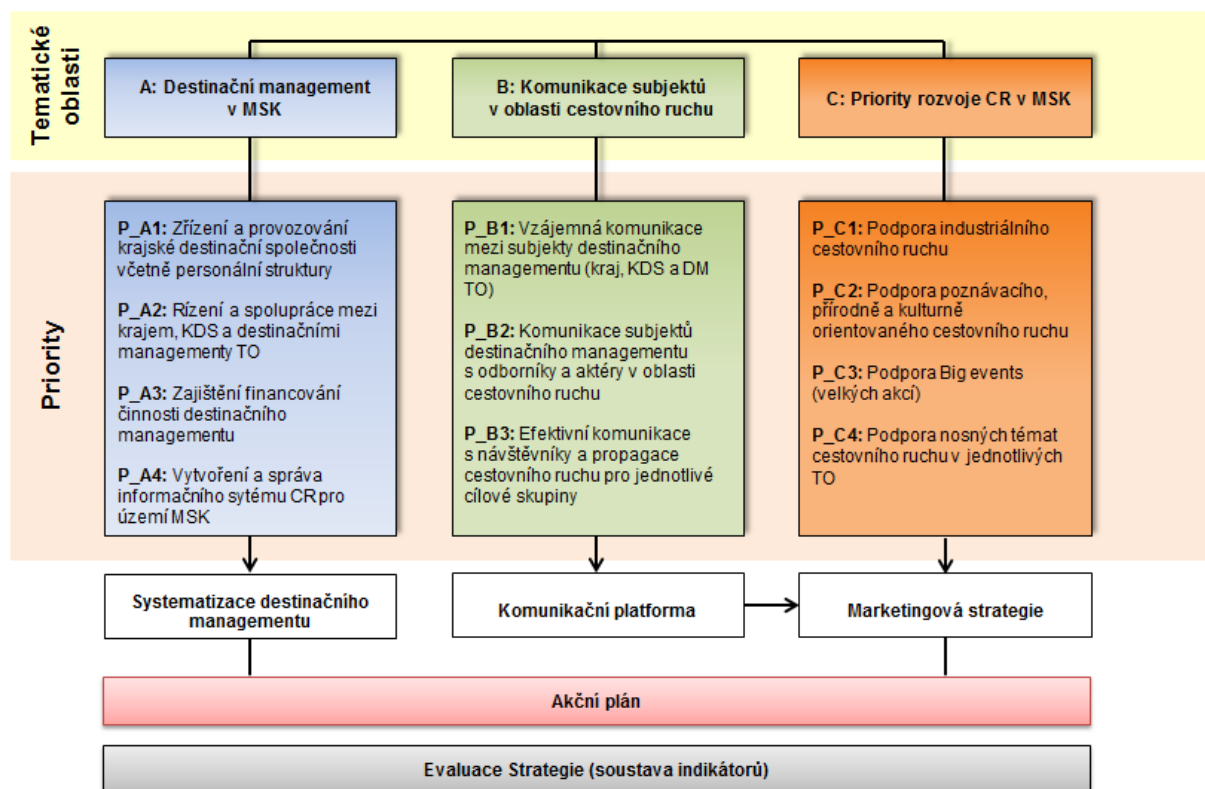 Tematické
oblasti
A: Destinační management
v MSK
B: Komunikace subjektů
v oblasti cestovního ruchu
C: Priority rozvoje CR v MSK
Priority
P_A1: Zřízení a provozování
krajské destinační společnosti
včetně personální struktury
P_A2: Rízení a spolupráce mezi
krajem, KDS a destinačními
managementy TO
P_A3: Zajištění financování
činnosti destinačního
managementu
P_A4: Vytvoření a správa
informačního sytému CR pro
území MSK
P_B1: Vzájemná komunikace
mezi subjekty destinačního
managementu (kraj, KDS a DM
TO)
P_B2: Komunikace subjektů
destinačního managementu
s odborníky a aktéry v oblasti
cestovního ruchu
P_B3: Efektivní komunikace
s návštěvníky a propagace
cestovního ruchu pro jednotlivé
cílové skupiny
P_C1: Podpora industriálního
cestovního ruchu
P_C2: Podpora poznávacího,
přírodně a kulturně
orientovaného cestovního ruchu
P_C3: Podpora Big events
(velkých akcí)
P_C4: Podpora nosných témat
cestovního ruchu v jednotlivých
TO
Systematizace destinačního
managementu
Komunikační platforma
Marketingová strategie
Akční plán
Evaluace Strategie (soustava indikátorů)